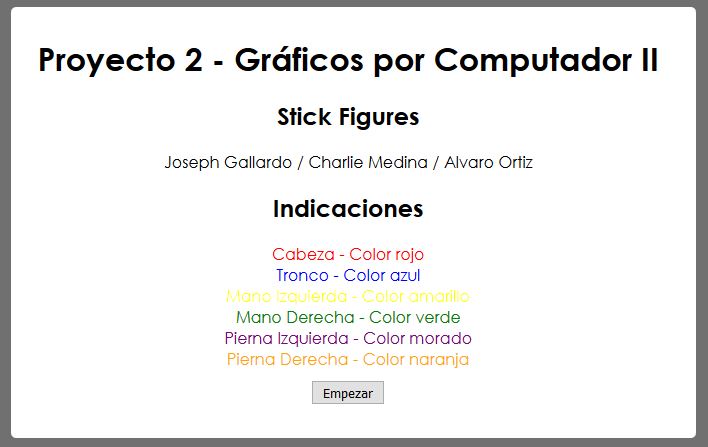 Proyecto 2 - Gráficos por Computador II
Stick Figures
Joseph Gallardo / Charlie Medina / Alvaro Ortiz
Indicaciones
Cabeza - Color rojo
Tronco - Color azul
Mano Izquierda - Color amarillo
Mano Derecha - Color verde
Pierna Izquierda - Color morado
Pierna Derecha - Color naranja
Empezar